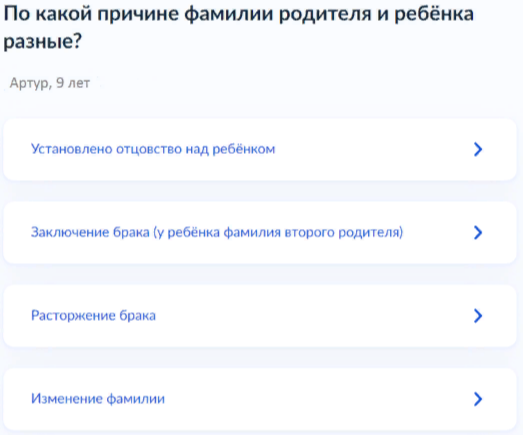 По какой причине фамилии родителя и ребёнка
разные?
Артур, 9 лет
Установлено отцовство над ребёнком
Заключение брака (у ребёнка фамилия второго родителя)
Расторжение брака
Изменение фамилии